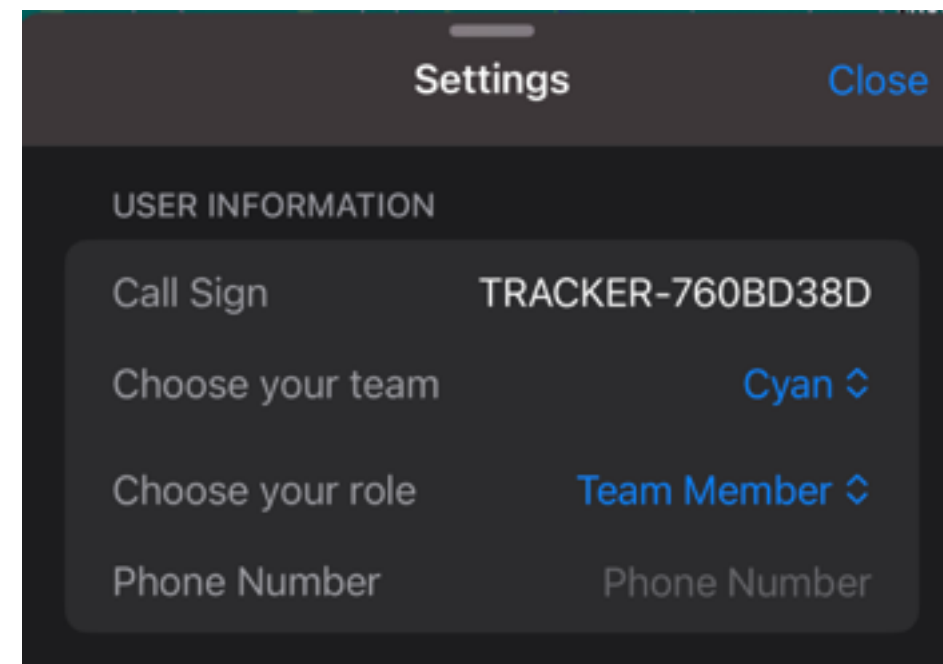 Settings
Close
USER INFORMATION
Call Sign TRACKER-760BD38D
Choose your team Cyan
Choose your role Team Member
Phone Number Phone Number